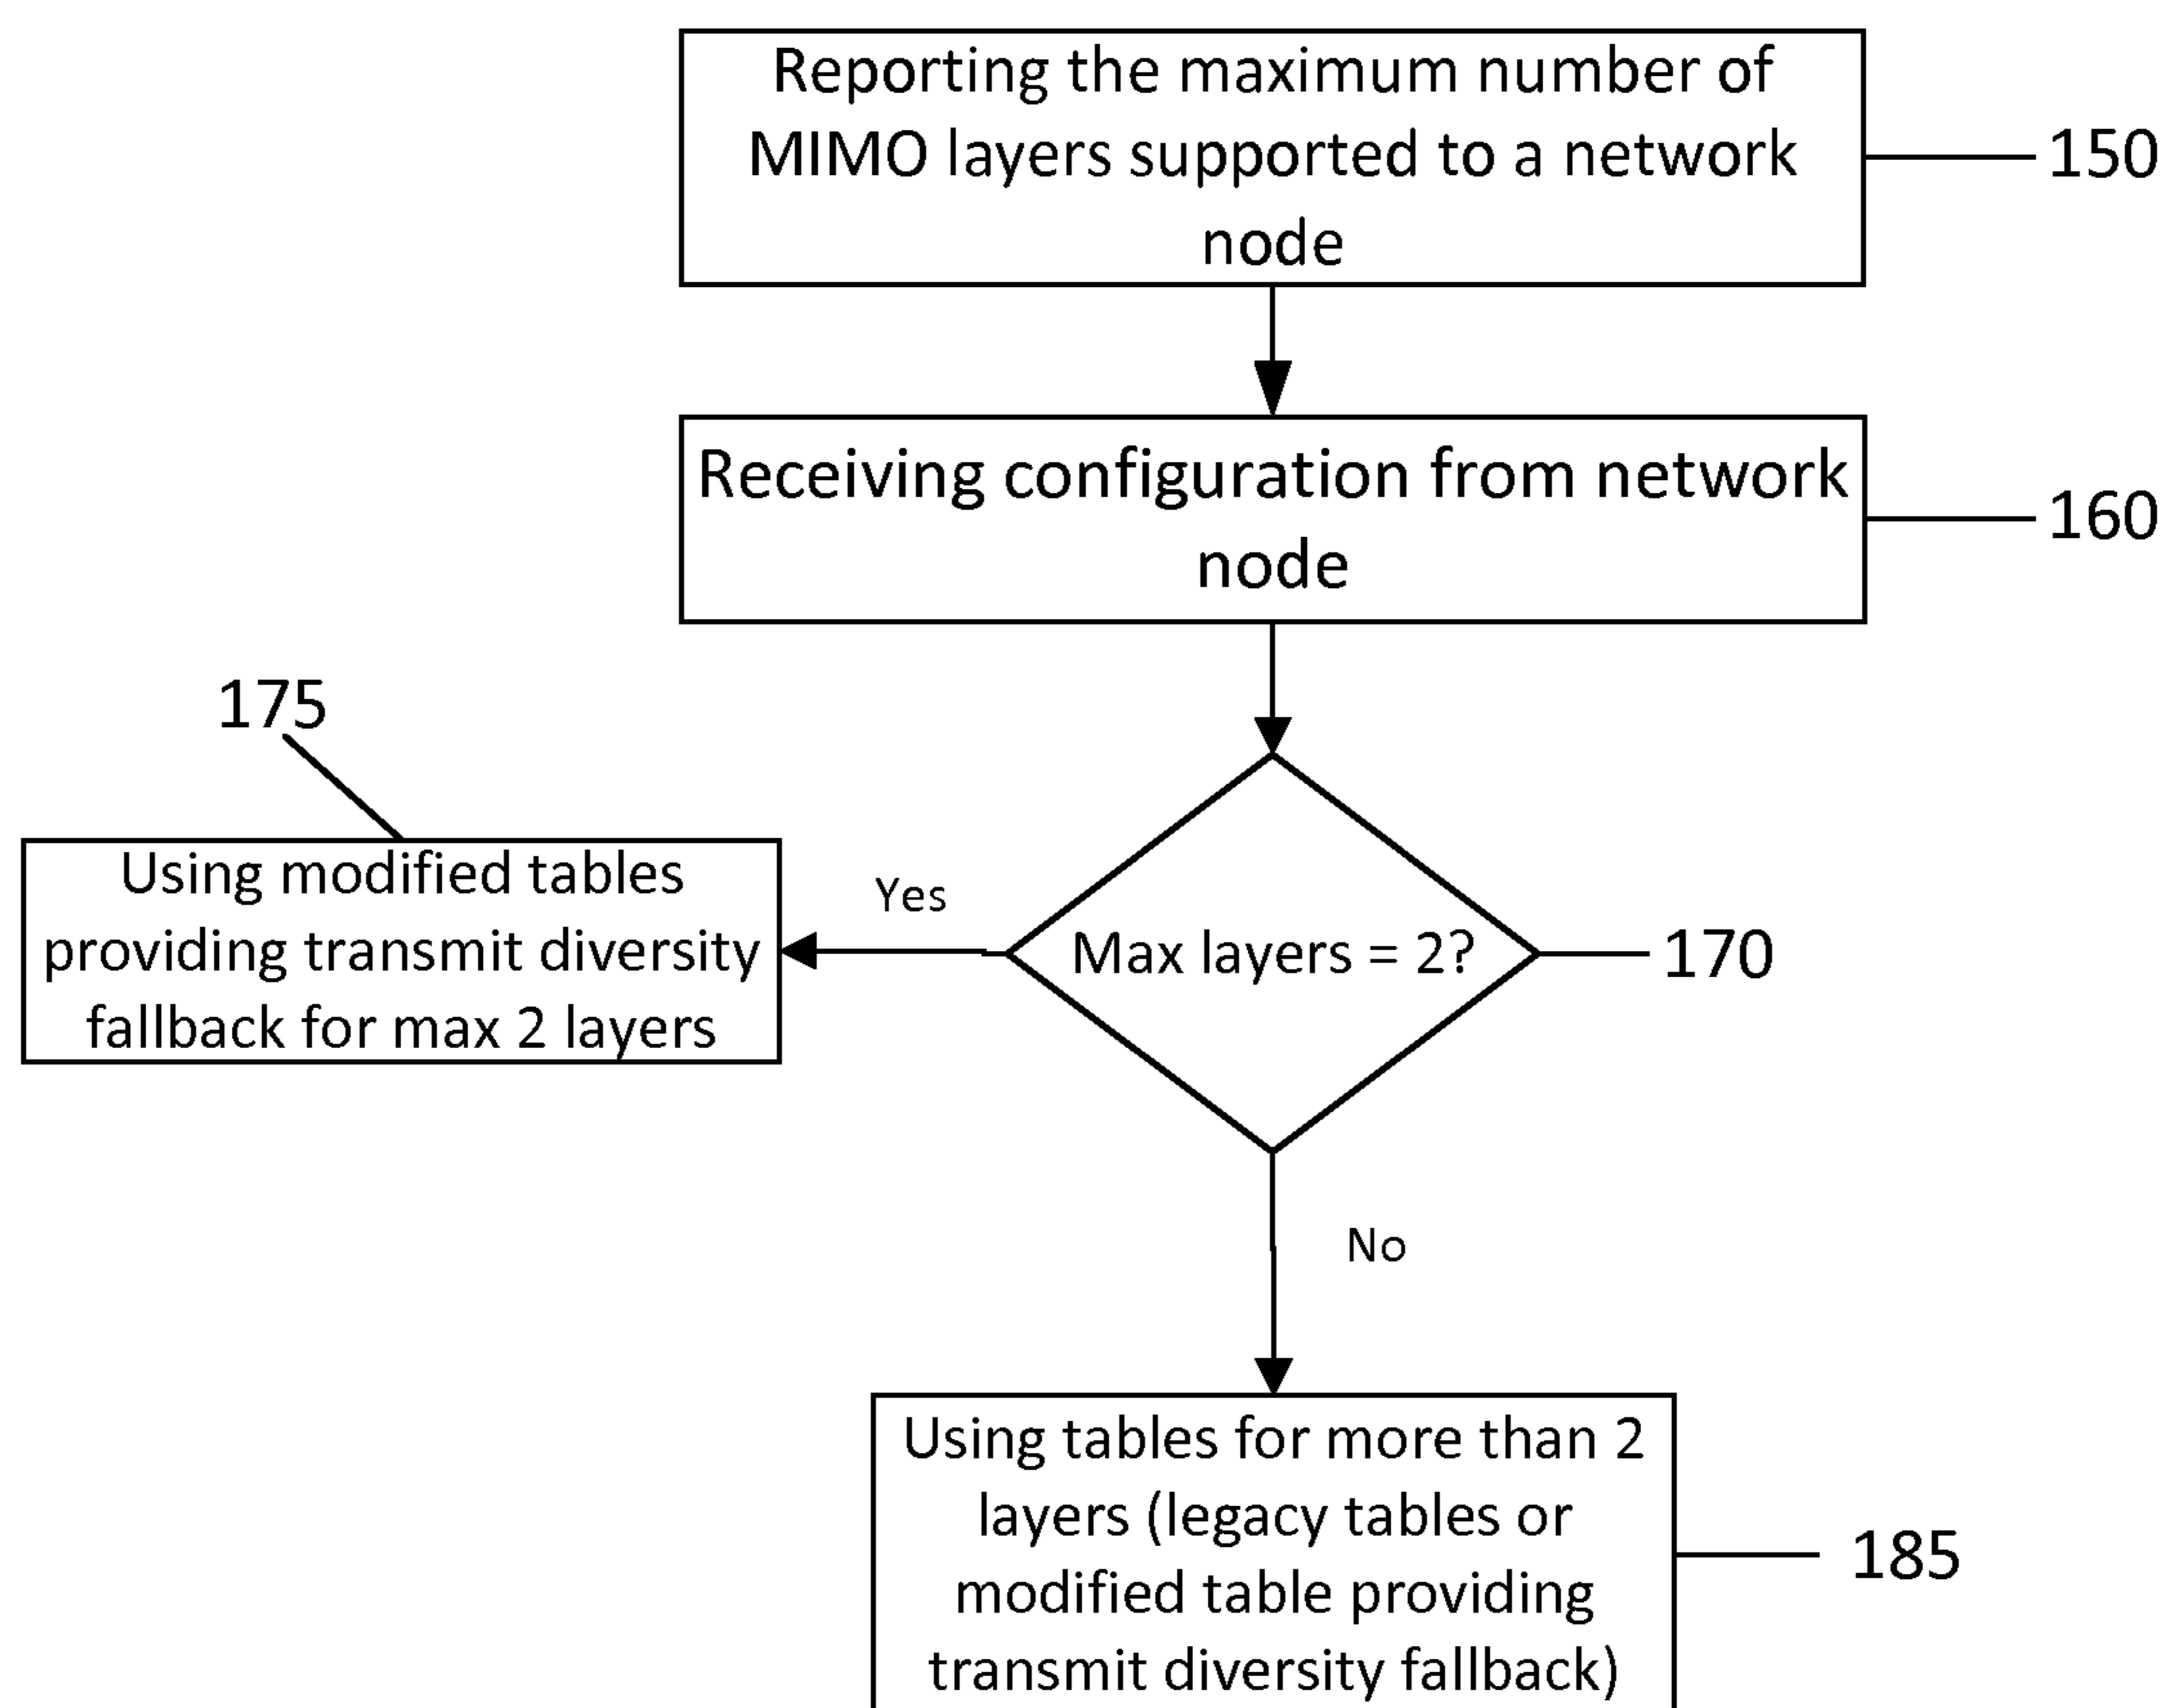 Reporting the maximum number of
MIMO layers supported to a network
node
150
Receiving configuration from network
node
160
175
Using modified tables
providing transmit diversity
fallback for max 2 layers
Yes
Max layers = 2?
170
No
Using tables for more than 2
layers (legacy tables or
modified table providing
transmit diversity fallback)
185